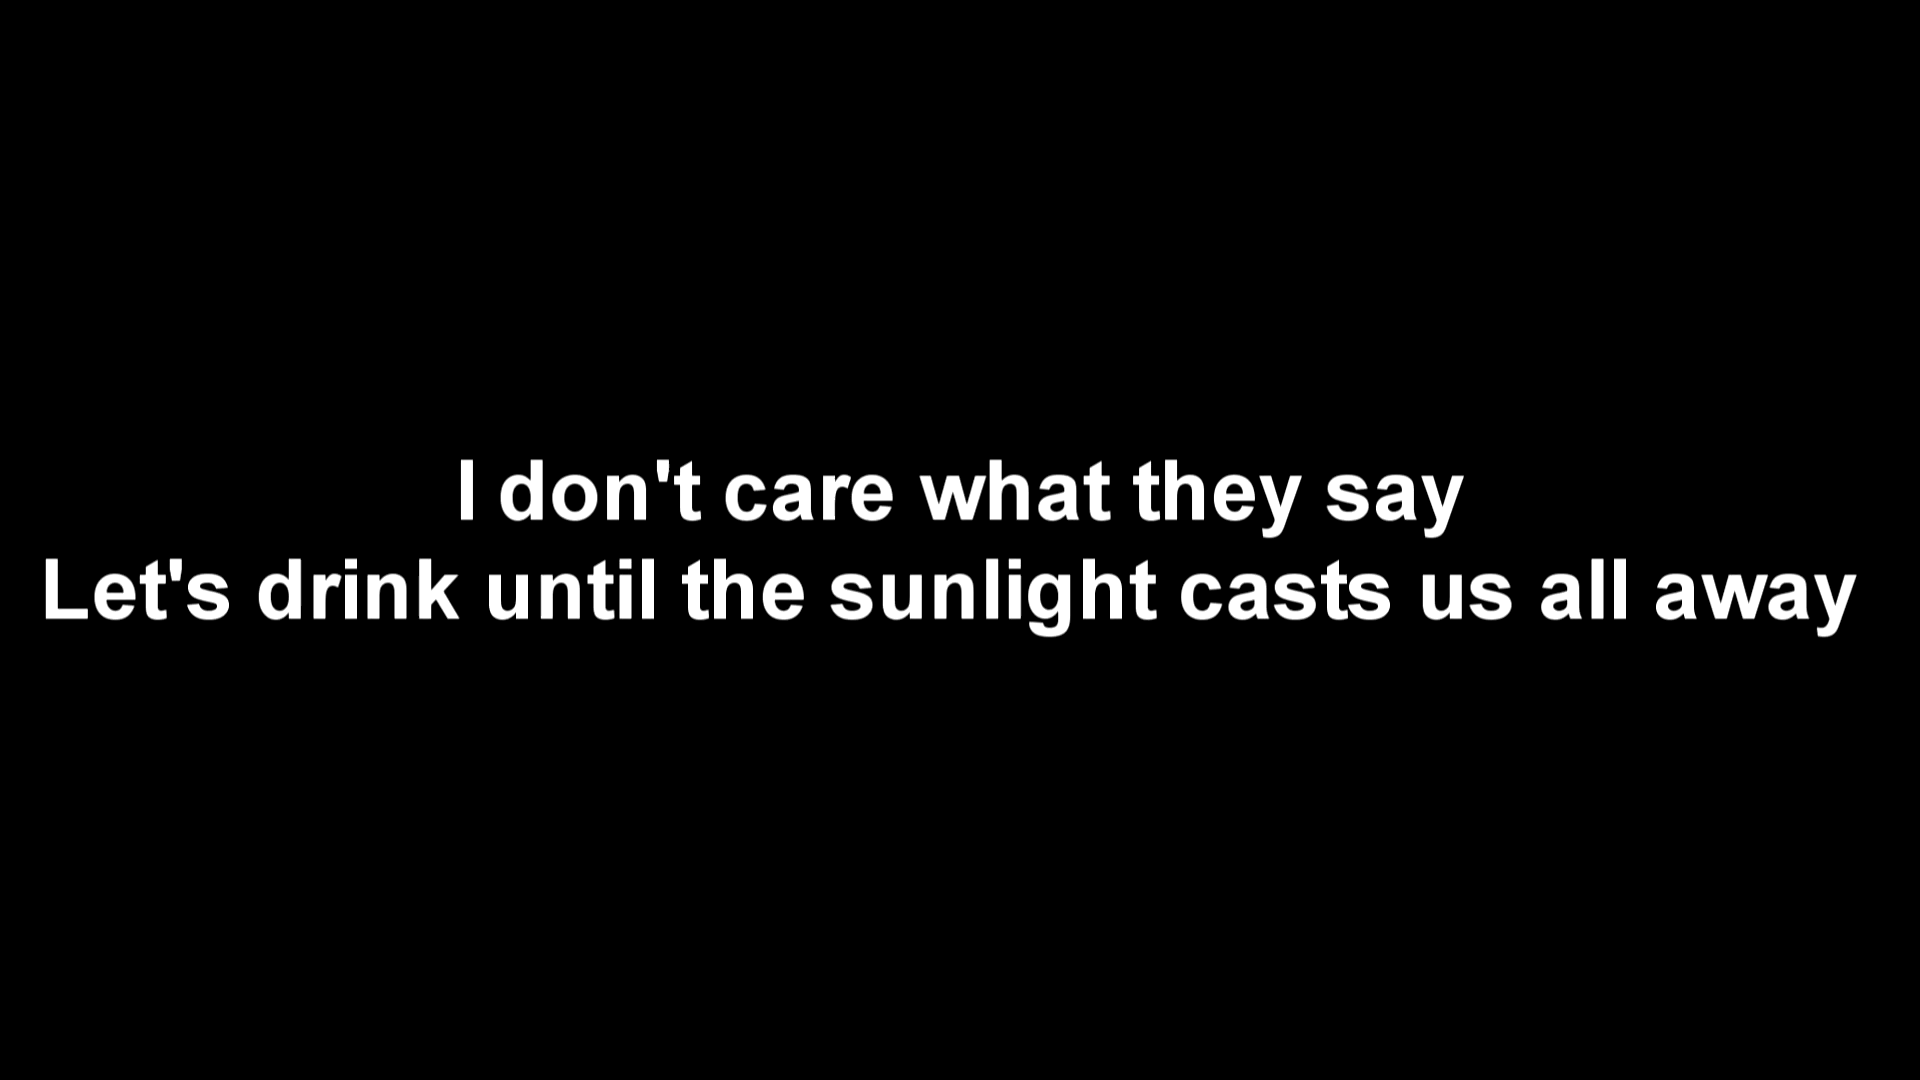 I don't care what they say
Let's drink until the sunlight casts us all away